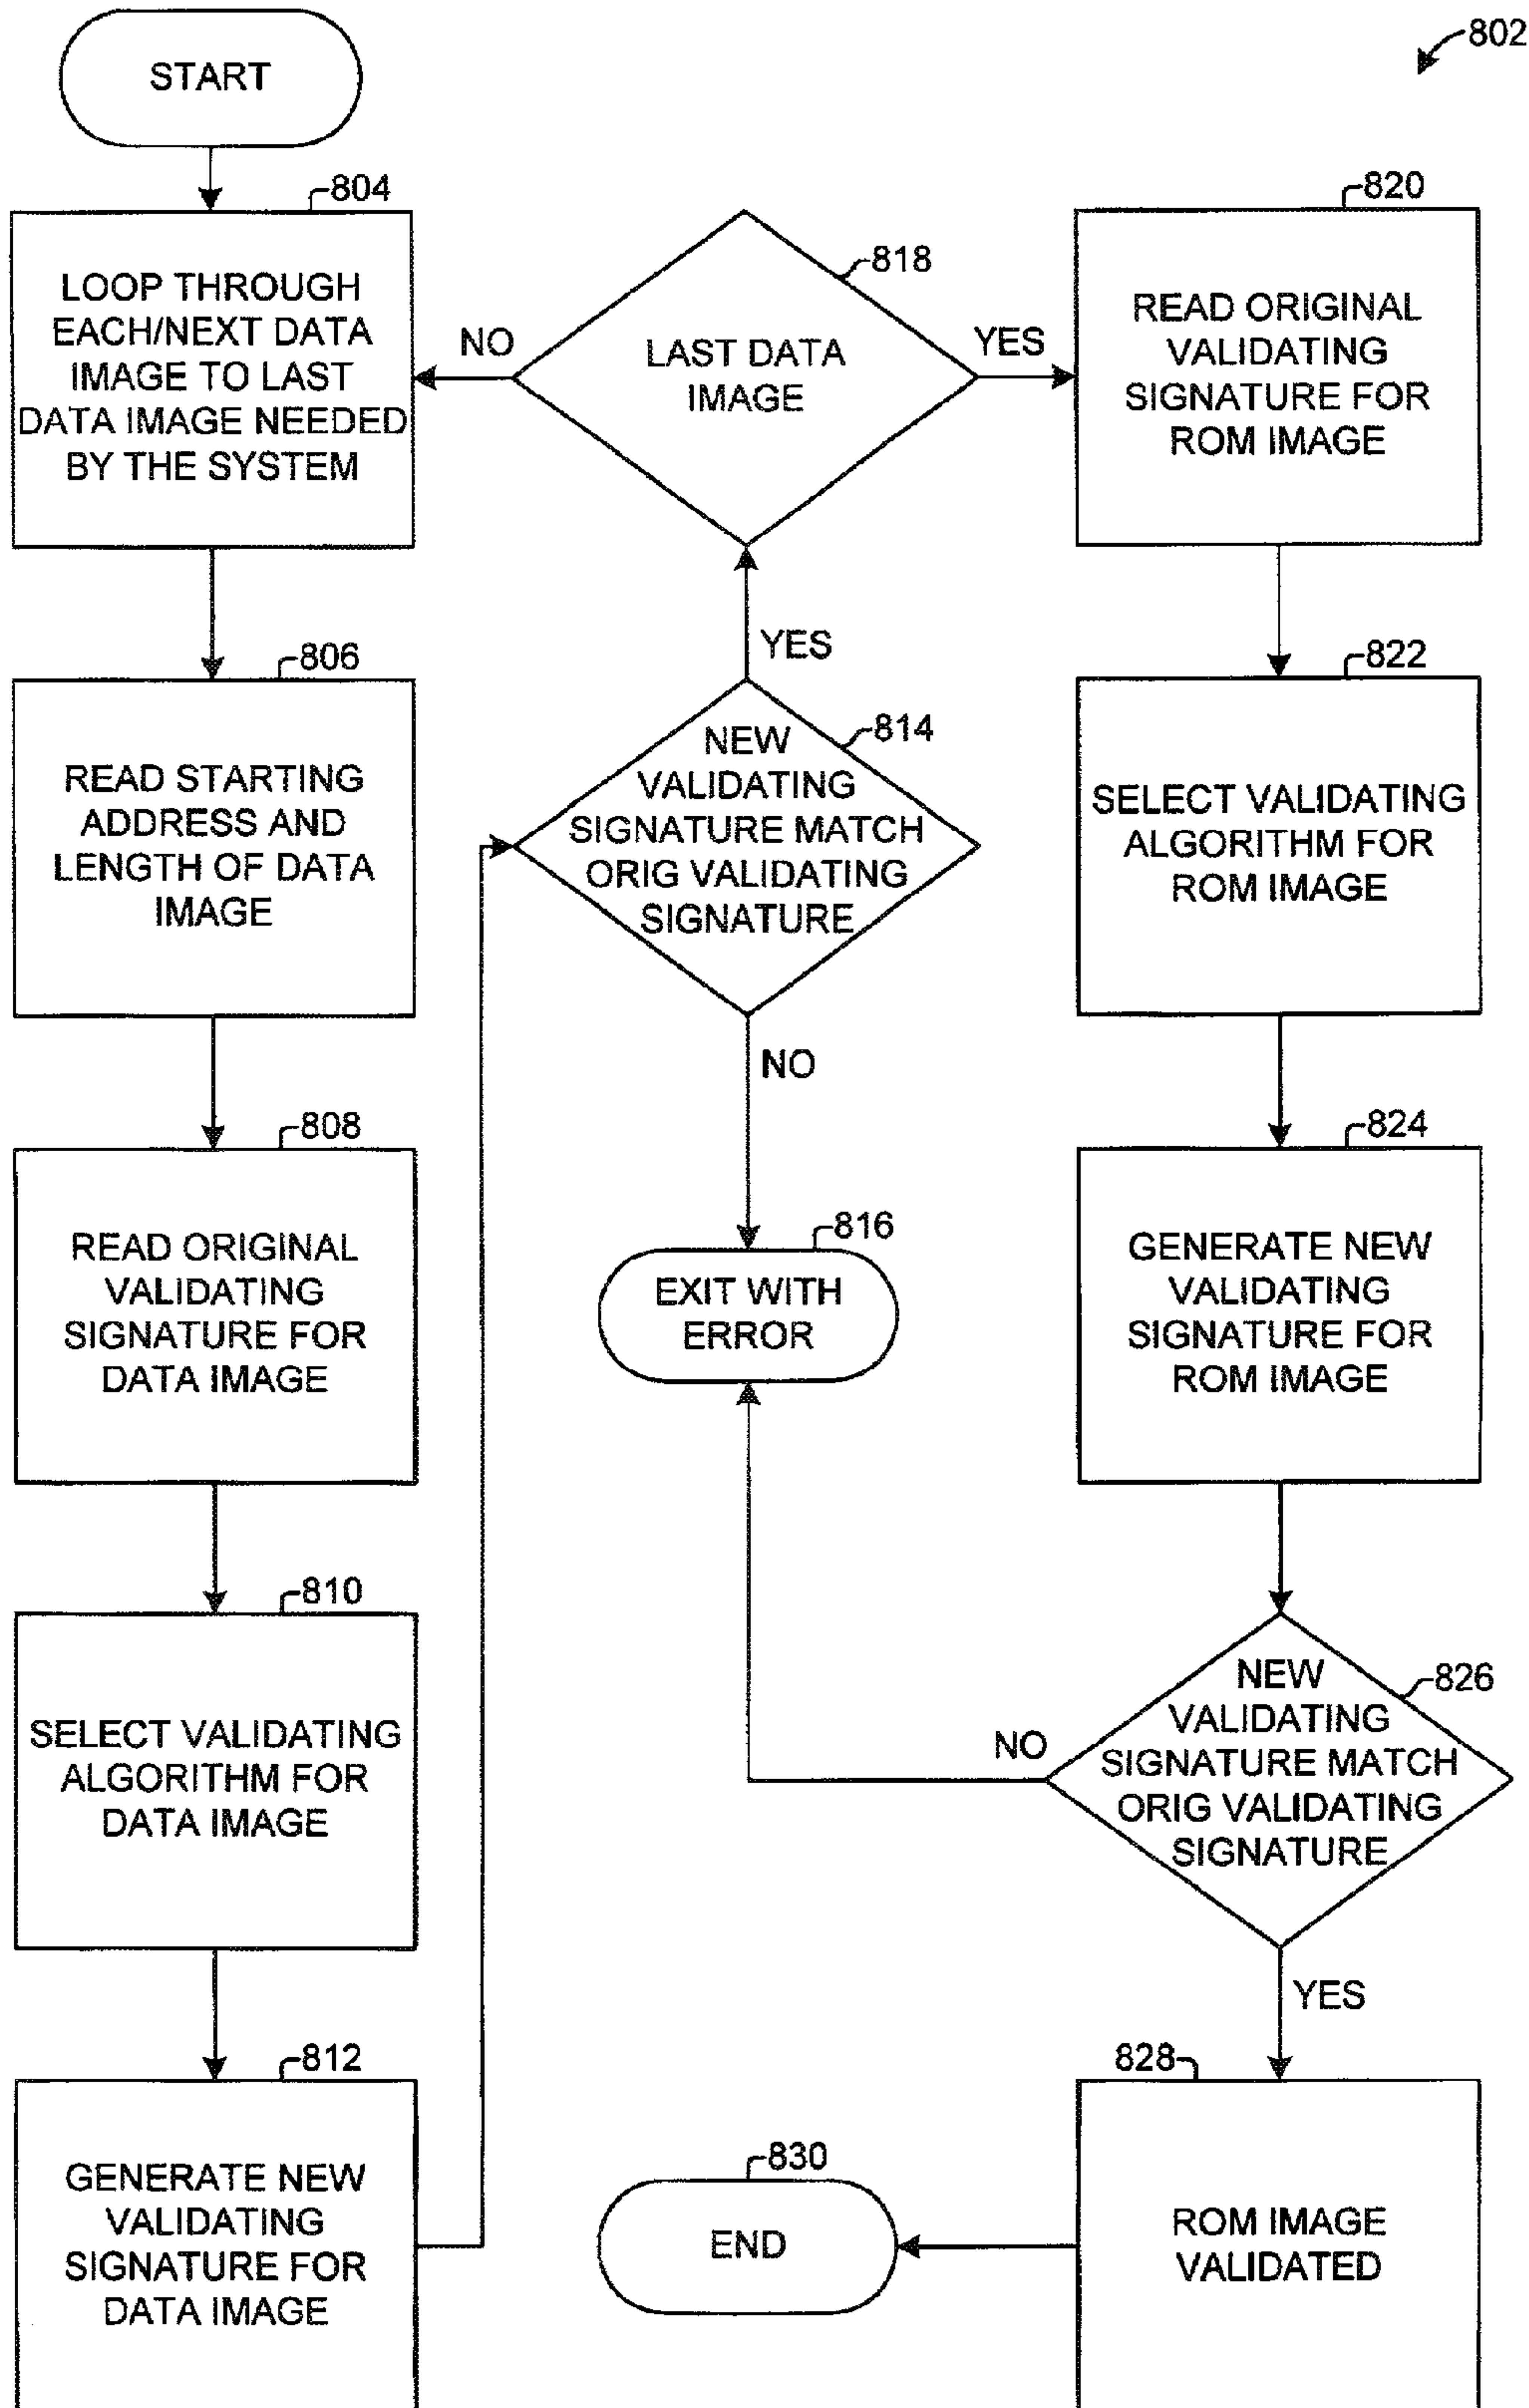 802
START
804
LOOP THROUGH
EACH/NEXT DATA
IMAGE TO LAST
DATA IMAGE NEEDED
BY THE SYSTEM
806
READ STARTING
ADDRESS AND
LENGTH OF DATA
IMAGE
808
READ ORIGINAL
VALIDATING
SIGNATURE FOR
DATA IMAGE
810
SELECT VALIDATING
ALGORITHM FOR
DATA IMAGE
812
GENERATE NEW
VALIDATING
SIGNATURE FOR
DATA IMAGE
814
NEW
VALIDATING
SIGNATURE MATCH
ORIG VALIDATING
SIGNATURE
YES
NO
816
EXIT WITH
ERROR
818
LAST DATA
IMAGE
NO
YES
820
READ ORIGINAL
VALIDATING
SIGNATURE FOR
ROM IMAGE
822
SELECT VALIDATING
ALGORITHM FOR
ROM IMAGE
824
GENERATE NEW
VALIDATING
SIGNATURE FOR
ROM IMAGE
826
NEW
VALIDATING
SIGNATURE MATCH
ORIG VALIDATING
SIGNATURE
NO
YES
828
ROM IMAGE
VALIDATED
830
END